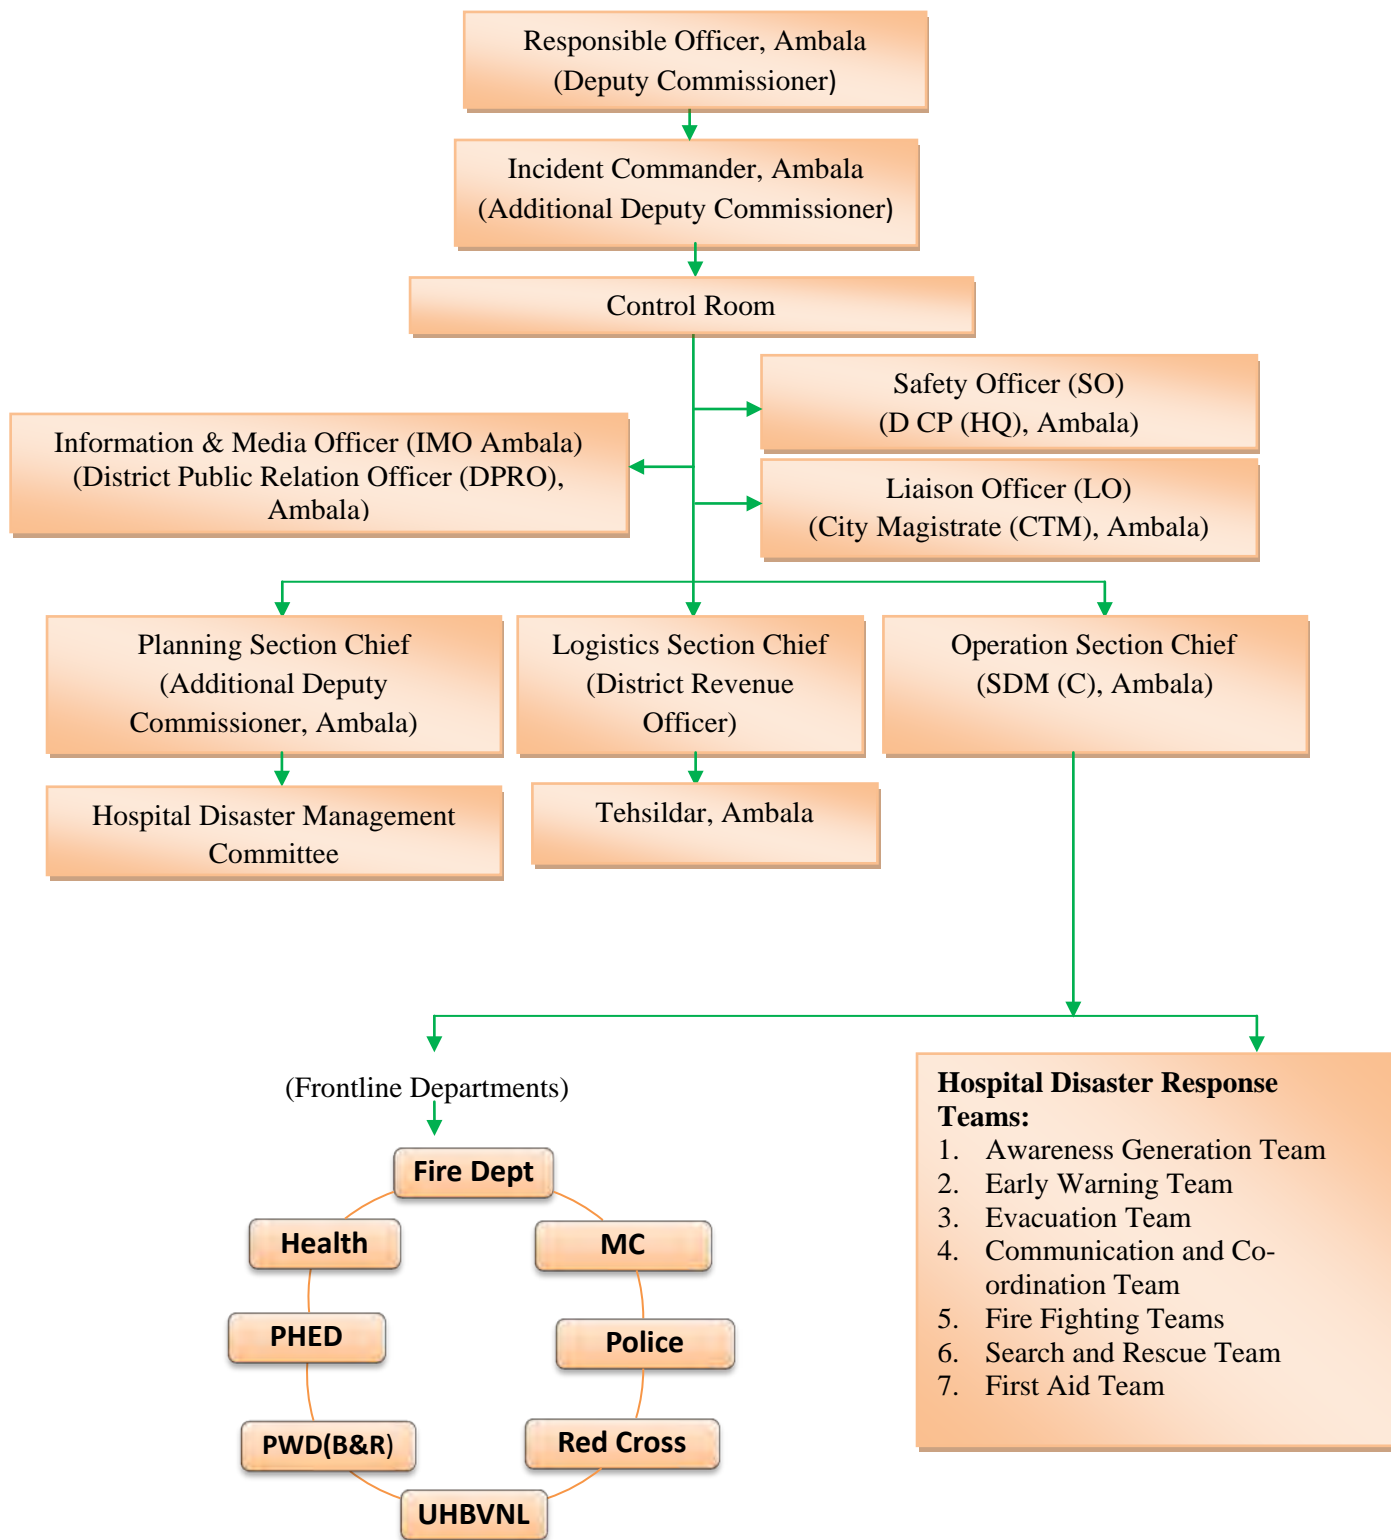 Responsible Officer, Ambala
(Deputy Commissioner)
Incident Commander, Ambala
(Additional Deputy Commissioner)
Control Room
Safety Officer (SO)
(D CP (HQ), Ambala)
Information & Media Officer (IMO Ambala)
(District Public Relation Officer (DPRO),
Ambala)
Liaison Officer (LO)
(City Magistrate (CTM), Ambala)
Planning Section Chief
(Additional Deputy
Commissioner, Ambala)
Logistics Section Chief
(District Revenue
Officer)
Operation Section Chief
(SDM (C), Ambala)
Hospital Disaster Management
Committee
Tehsildar, Ambala
(Frontline Departments)
Fire Dept
MC
Police
Red Cross
UHBVNL
PWD(B&R)
PHED
Health
Hospital Disaster Response
Teams:
1. Awareness Generation Team
2. Early Warning Team
3. Evacuation Team
4. Communication and Co-
ordination Team
5. Fire Fighting Teams
6. Search and Rescue Team
7. First Aid Team